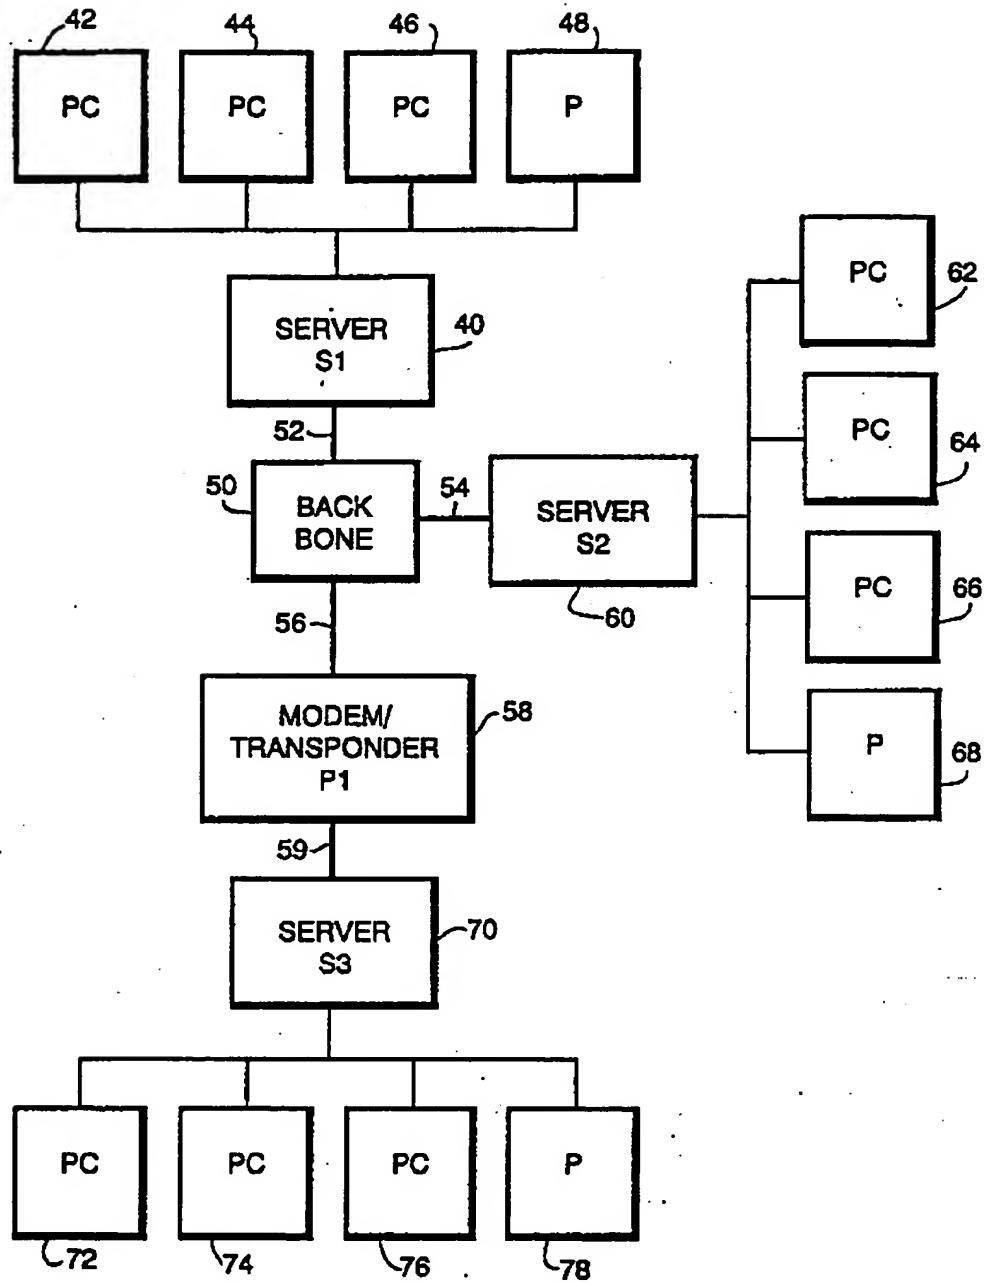 42
44
46
48
PC
PC
PC
P
SERVER
S1
40
52
50
BACK
BONE
54
SERVER
S2
60
PC
62
PC
64
PC
66
P
68
56
MODEM/
TRANSPONDER
P1
58
59
SERVER
S3
70
PC
PC
PC
P
72
74
76
78